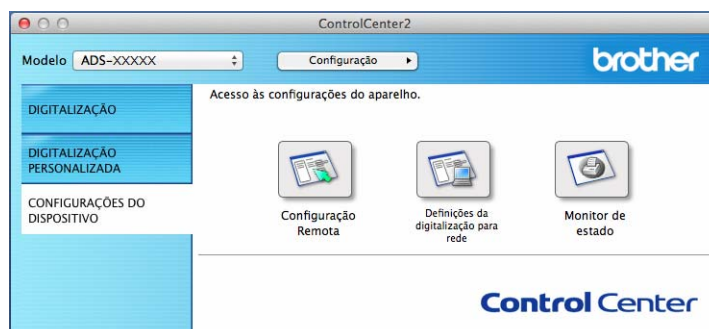 ControlCenter2
Modelo ADS-XXXXX Configuração brother
DIGITALIZAÇÃO
DIGITALIZAÇÃO
PERSONALIZADA
CONFIGURAÇÕES DO
DISPOSITIVO
Acesso às configurações do aparelho.
Configuração
Remota
Definições da
digitalização para
rede
Monitor de
estado
Control Center